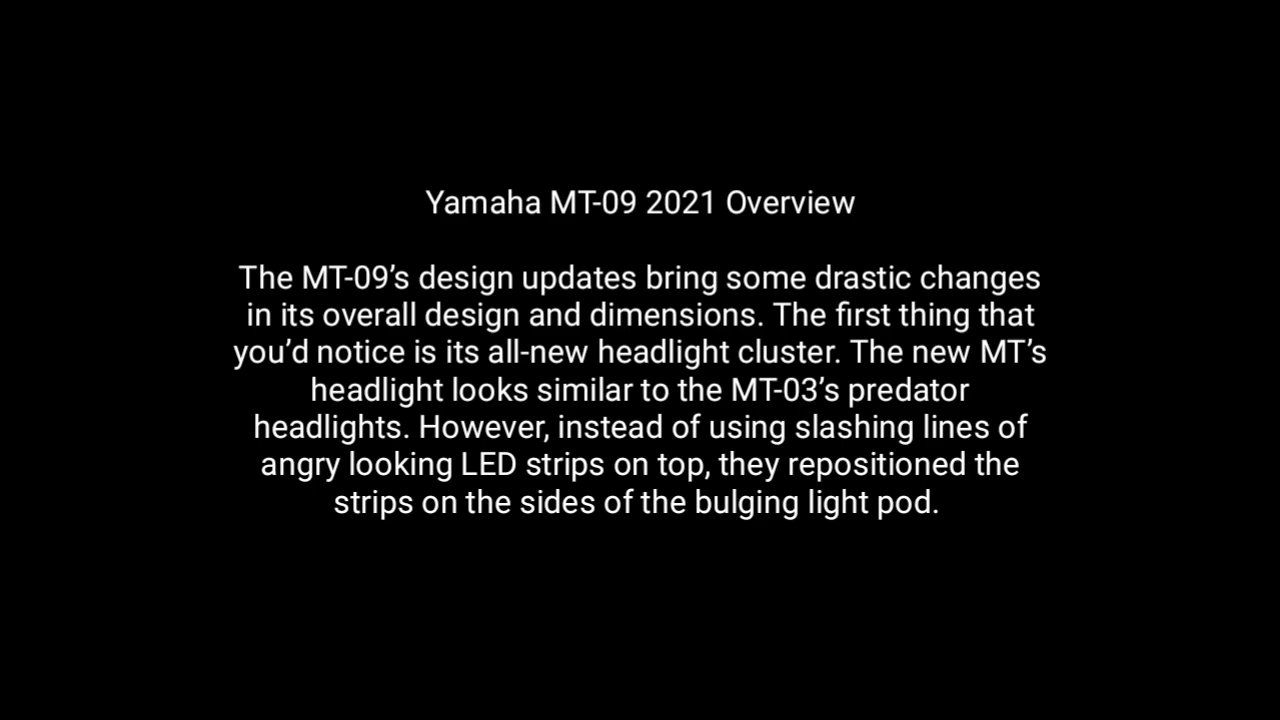 Yamaha MT-09 2021 Overview
The MT-09’s design updates bring some drastic changes
in its overall design and dimensions. The first thing that
you’d notice is its all-new headlight cluster. The new MT’s
headlight looks similar to the MT-03’s predator
headlights. However, instead of using slashing lines of
angry looking LED strips on top, they repositioned the
strips on the sides of the bulging light pod.